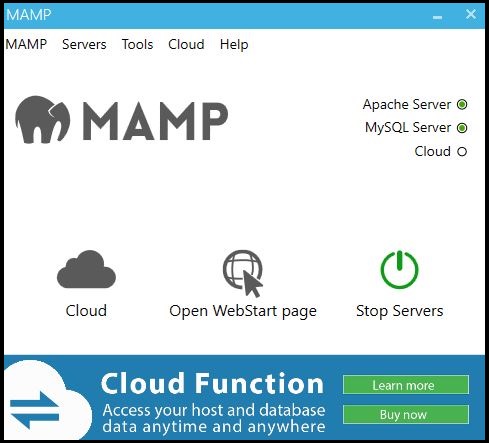 MAMP
MAMP Servers Tools Cloud Help
MAMP
Apache Server
MySQL Server
Cloud
Cloud Open WebStart page Stop Servers
Cloud Function
Access your host and database
data anytime and anywhere
Learn more
Buy now